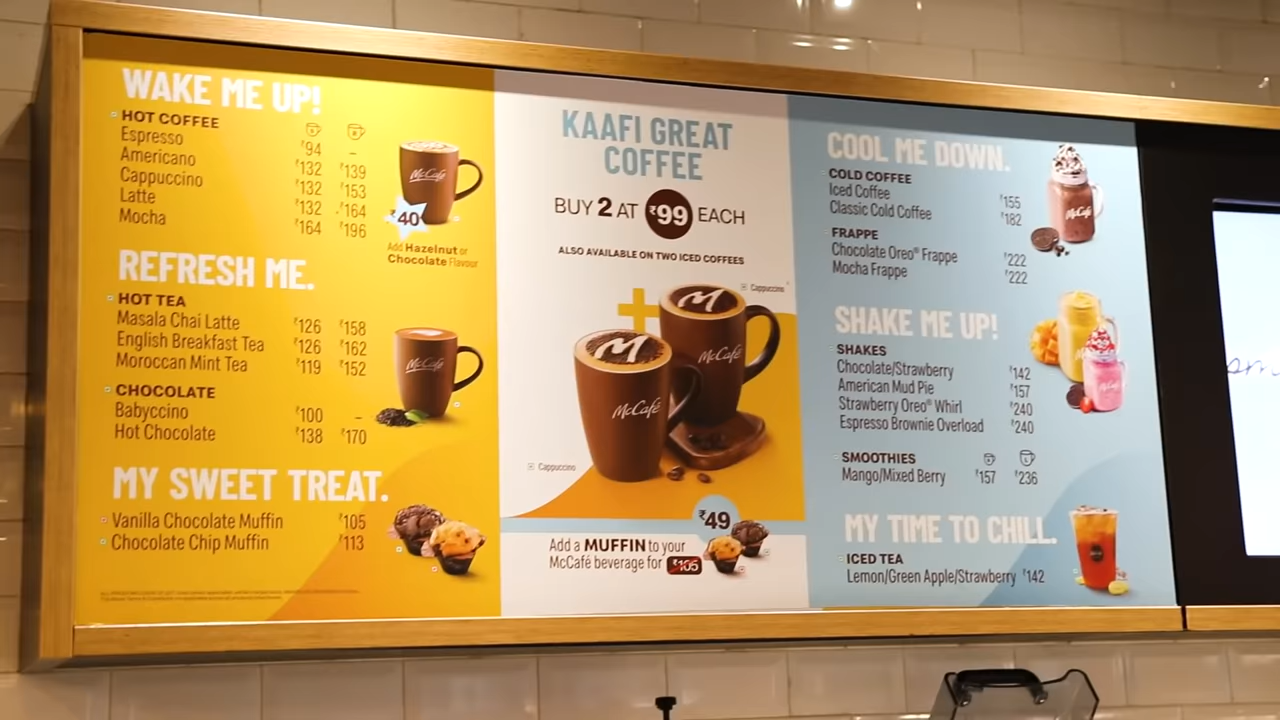 WAKE ME UP!
HOT COFFEE
Espresso ₹94 –
Americano ₹132 ₹139
Cappuccino ₹132 ₹153
Latte ₹132 ₹164
Mocha ₹164 ₹196
McCafé
₹40
Add Hazelnut or
Chocolate Flavour
REFRESH ME.
HOT TEA
Masala Chai Latte ₹126 ₹158
English Breakfast Tea ₹126 ₹162
Moroccan Mint Tea ₹119 ₹152
McCafé
CHOCOLATE
Babyccino ₹100 –
Hot Chocolate ₹138 ₹170
MY SWEET TREAT.
Vanilla Chocolate Muffin ₹105
Chocolate Chip Muffin ₹113
KAAFI GREAT
COFFEE
BUY 2 AT ₹99 EACH
ALSO AVAILABLE ON TWO ICED COFFEES
Cappuccino
McCafé
McCafé
Cappuccino
₹49
Add a MUFFIN to your
McCafé beverage for ₹105
COOL ME DOWN.
COLD COFFEE
Iced Coffee ₹155
Classic Cold Coffee ₹182
McCafé
FRAPPE
Chocolate Oreo® Frappe ₹222
Mocha Frappe ₹222
SHAKE ME UP!
SHAKES
Chocolate/Strawberry ₹142
American Mud Pie ₹157
Strawberry Oreo® Whirl ₹240
Espresso Brownie Overload ₹240
SMOOTHIES
Mango/Mixed Berry ₹157 ₹236
MY TIME TO CHILL.
ICED TEA
Lemon/Green Apple/Strawberry ₹142